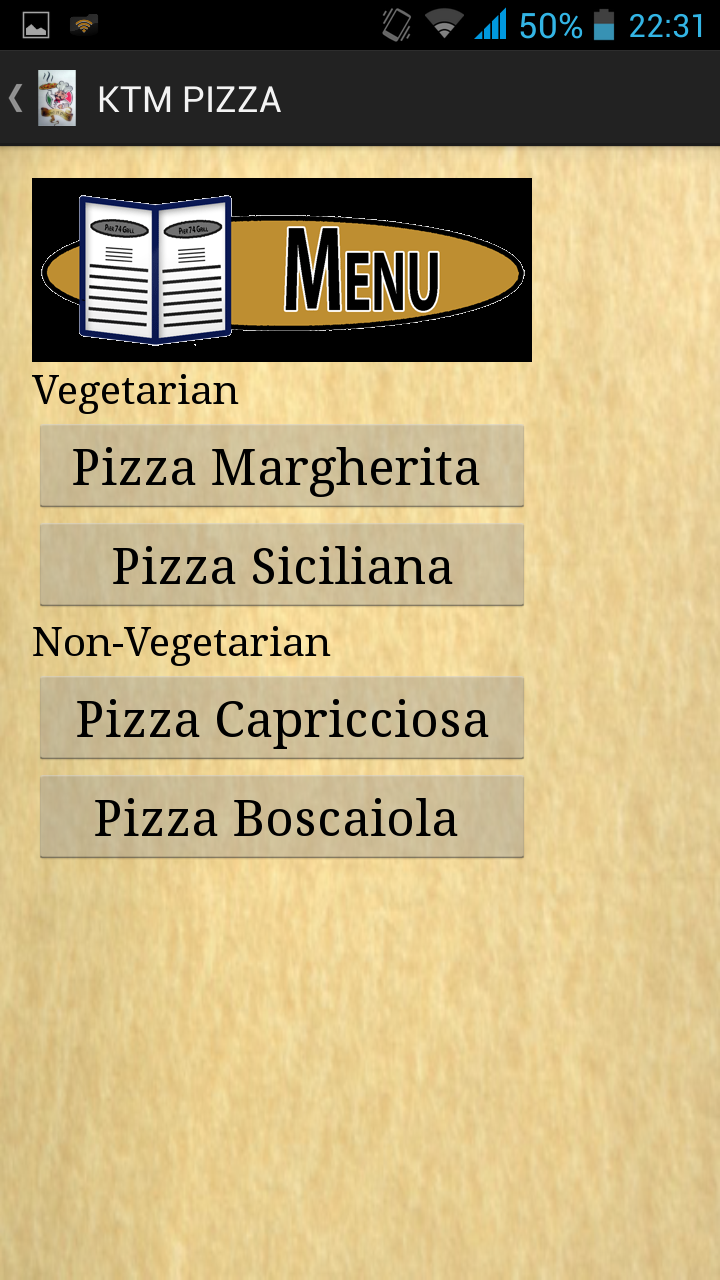 50% 22:31
KTM PIZZA
Pier 74 Grill Pier 74 Grill
MENU
Vegetarian
Pizza Margherita
Pizza Siciliana
Non-Vegetarian
Pizza Capricciosa
Pizza Boscaiola